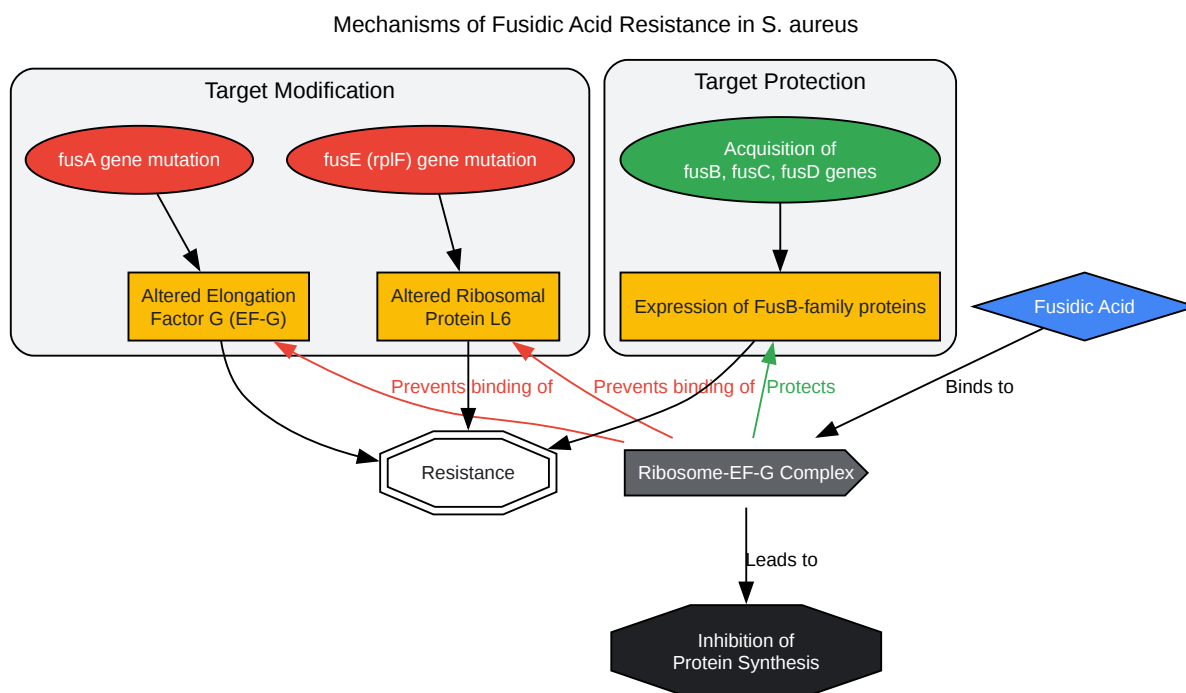 Mechanisms of Fusidic Acid Resistance in S. aureus
Target Modification
Target Protection
fusA gene mutation
fusE (rplF) gene mutation
Acquisition of
fusB, fusC, fusD genes
Altered Elongation
Factor G (EF-G)
Altered Ribosomal
Protein L6
Expression of FusB-family proteins
Fusidic Acid
Prevents binding of
Prevents binding of
Protects
Binds to
Resistance
Ribosome-EF-G Complex
Leads to
Inhibition of
Protein Synthesis